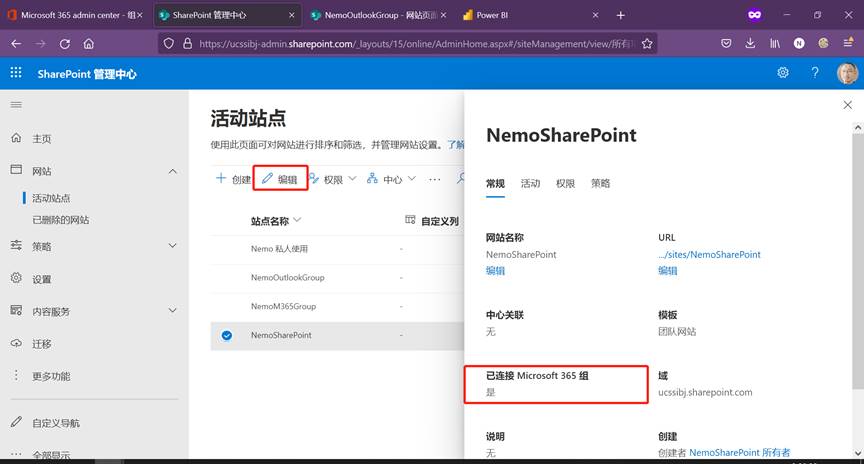 Microsoft 365 admin center - 组
SharePoint 管理中心
NemoOutlookGroup - 网站页面
Power BI
https://ucssibj-admin.sharepoint.com/_layouts/15/online/AdminHome.aspx#/siteManagement/view/所有
SharePoint 管理中心
主页
网站
活动站点
已删除的网站
策略
设置
内容服务
迁移
更多功能
自定义导航
全部显示
活动站点
使用此页面可对网站进行排序和筛选，并管理网站设置。了解
创建
编辑
权限
中心
站点名称
自定义列
Nemo 私人使用
-
NemoOutlookGroup
-
NemoM365Group
-
NemoSharePoint
-
NemoSharePoint
常规
活动
权限
策略
网站名称
NemoSharePoint
编辑
URL
.../sites/NemoSharePoint
编辑
中心关联
无
模板
团队网站
已连接 Microsoft 365 组
是
域
ucssibj.sharepoint.com
说明
无
创建
创建者 NemoSharePoint 所有者